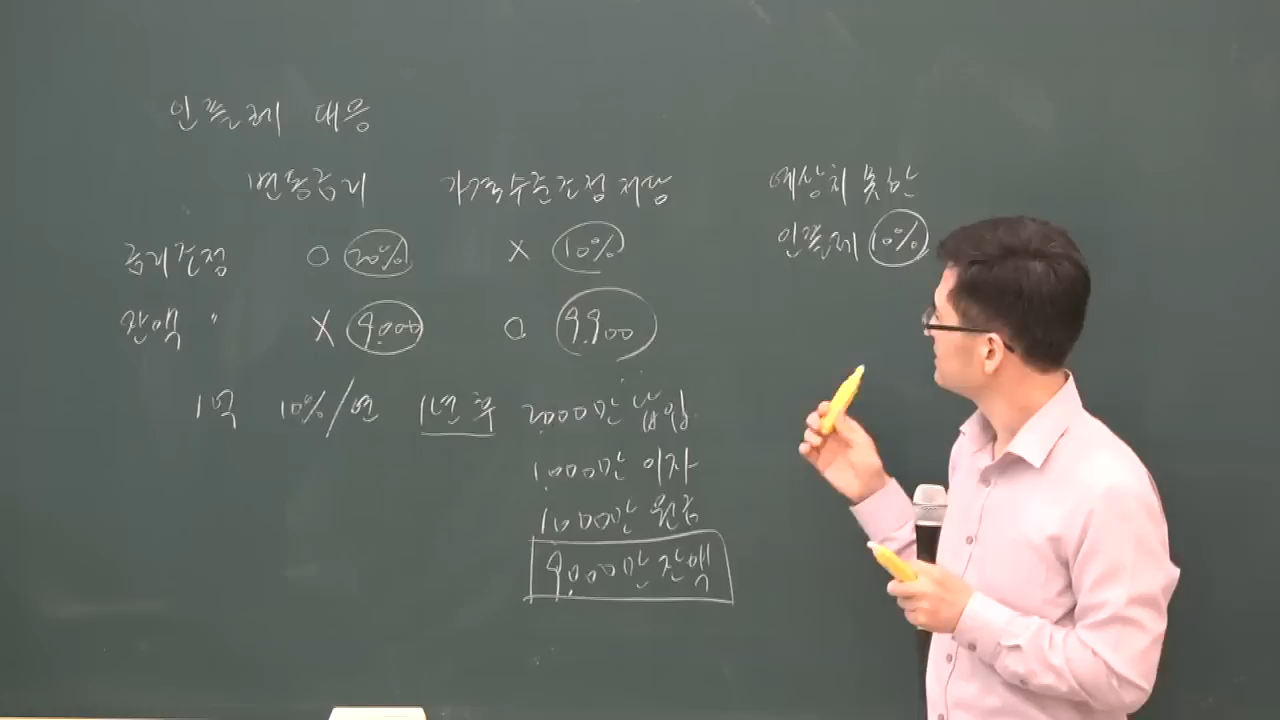 인플레 대응
변동금리 가격수준조정 저당 예상치 못한
금리조정 O 20% X 10% 인플레 10%
잔액 〃 X 9,000 O 9,900
1억 10%/연 1년 후 2,000만 납입
1,000만 이자
1,000만 원금
9,000만 잔액